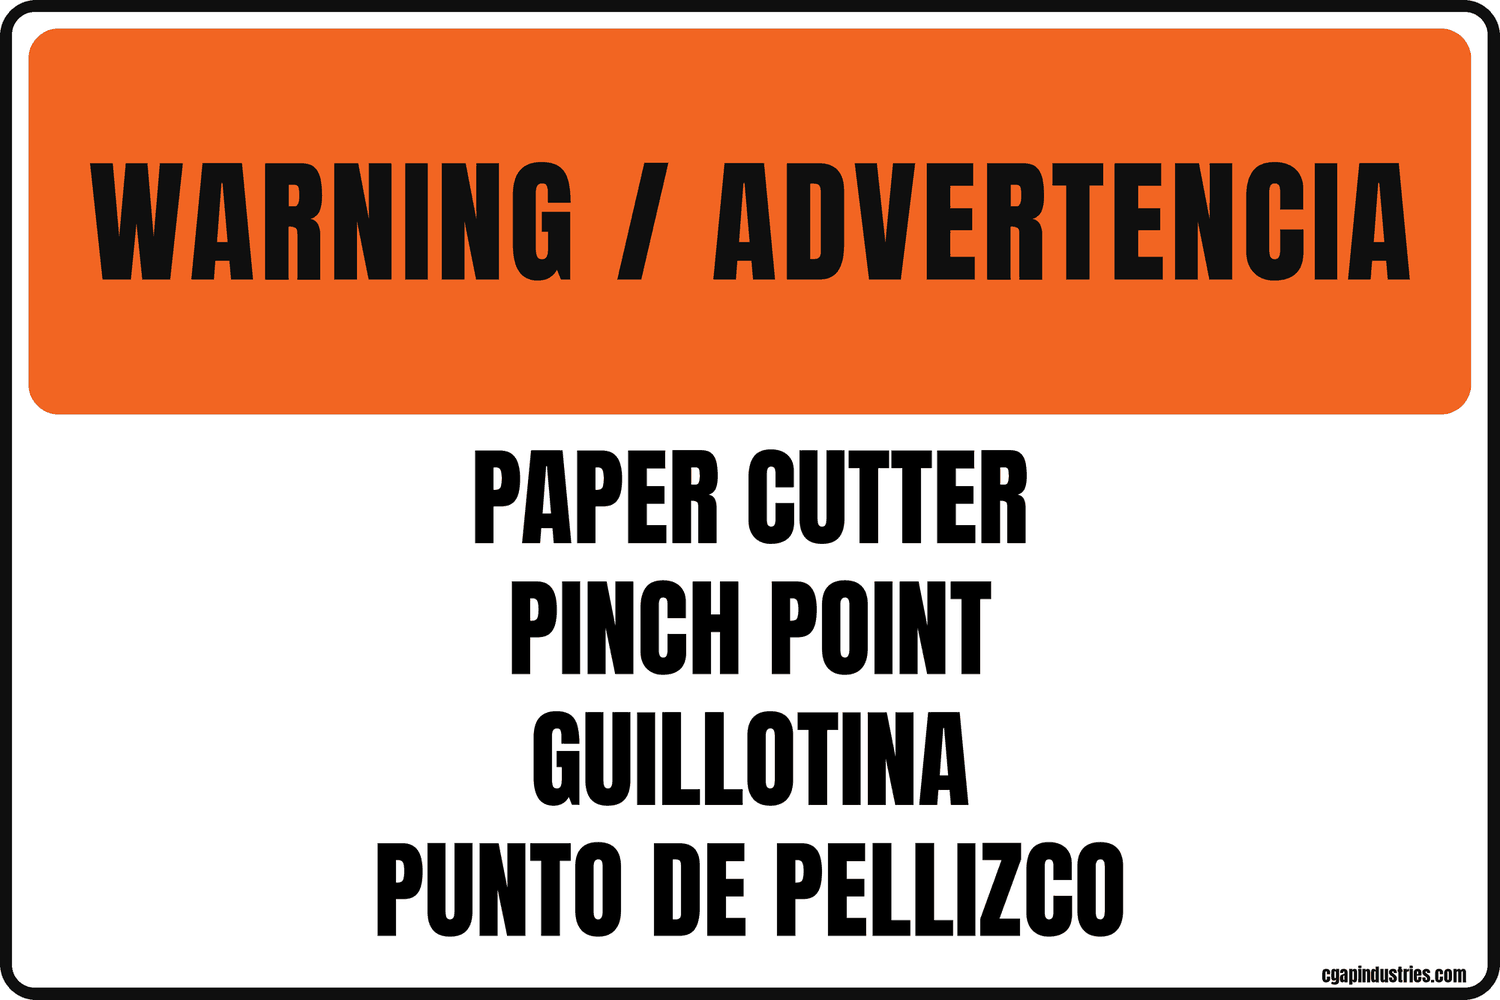 WARNING / ADVERTENCIA
PAPER CUTTER
PINCH POINT
GUILLOTINA
PUNTO DE PELLIZCO
cgapindustries.com